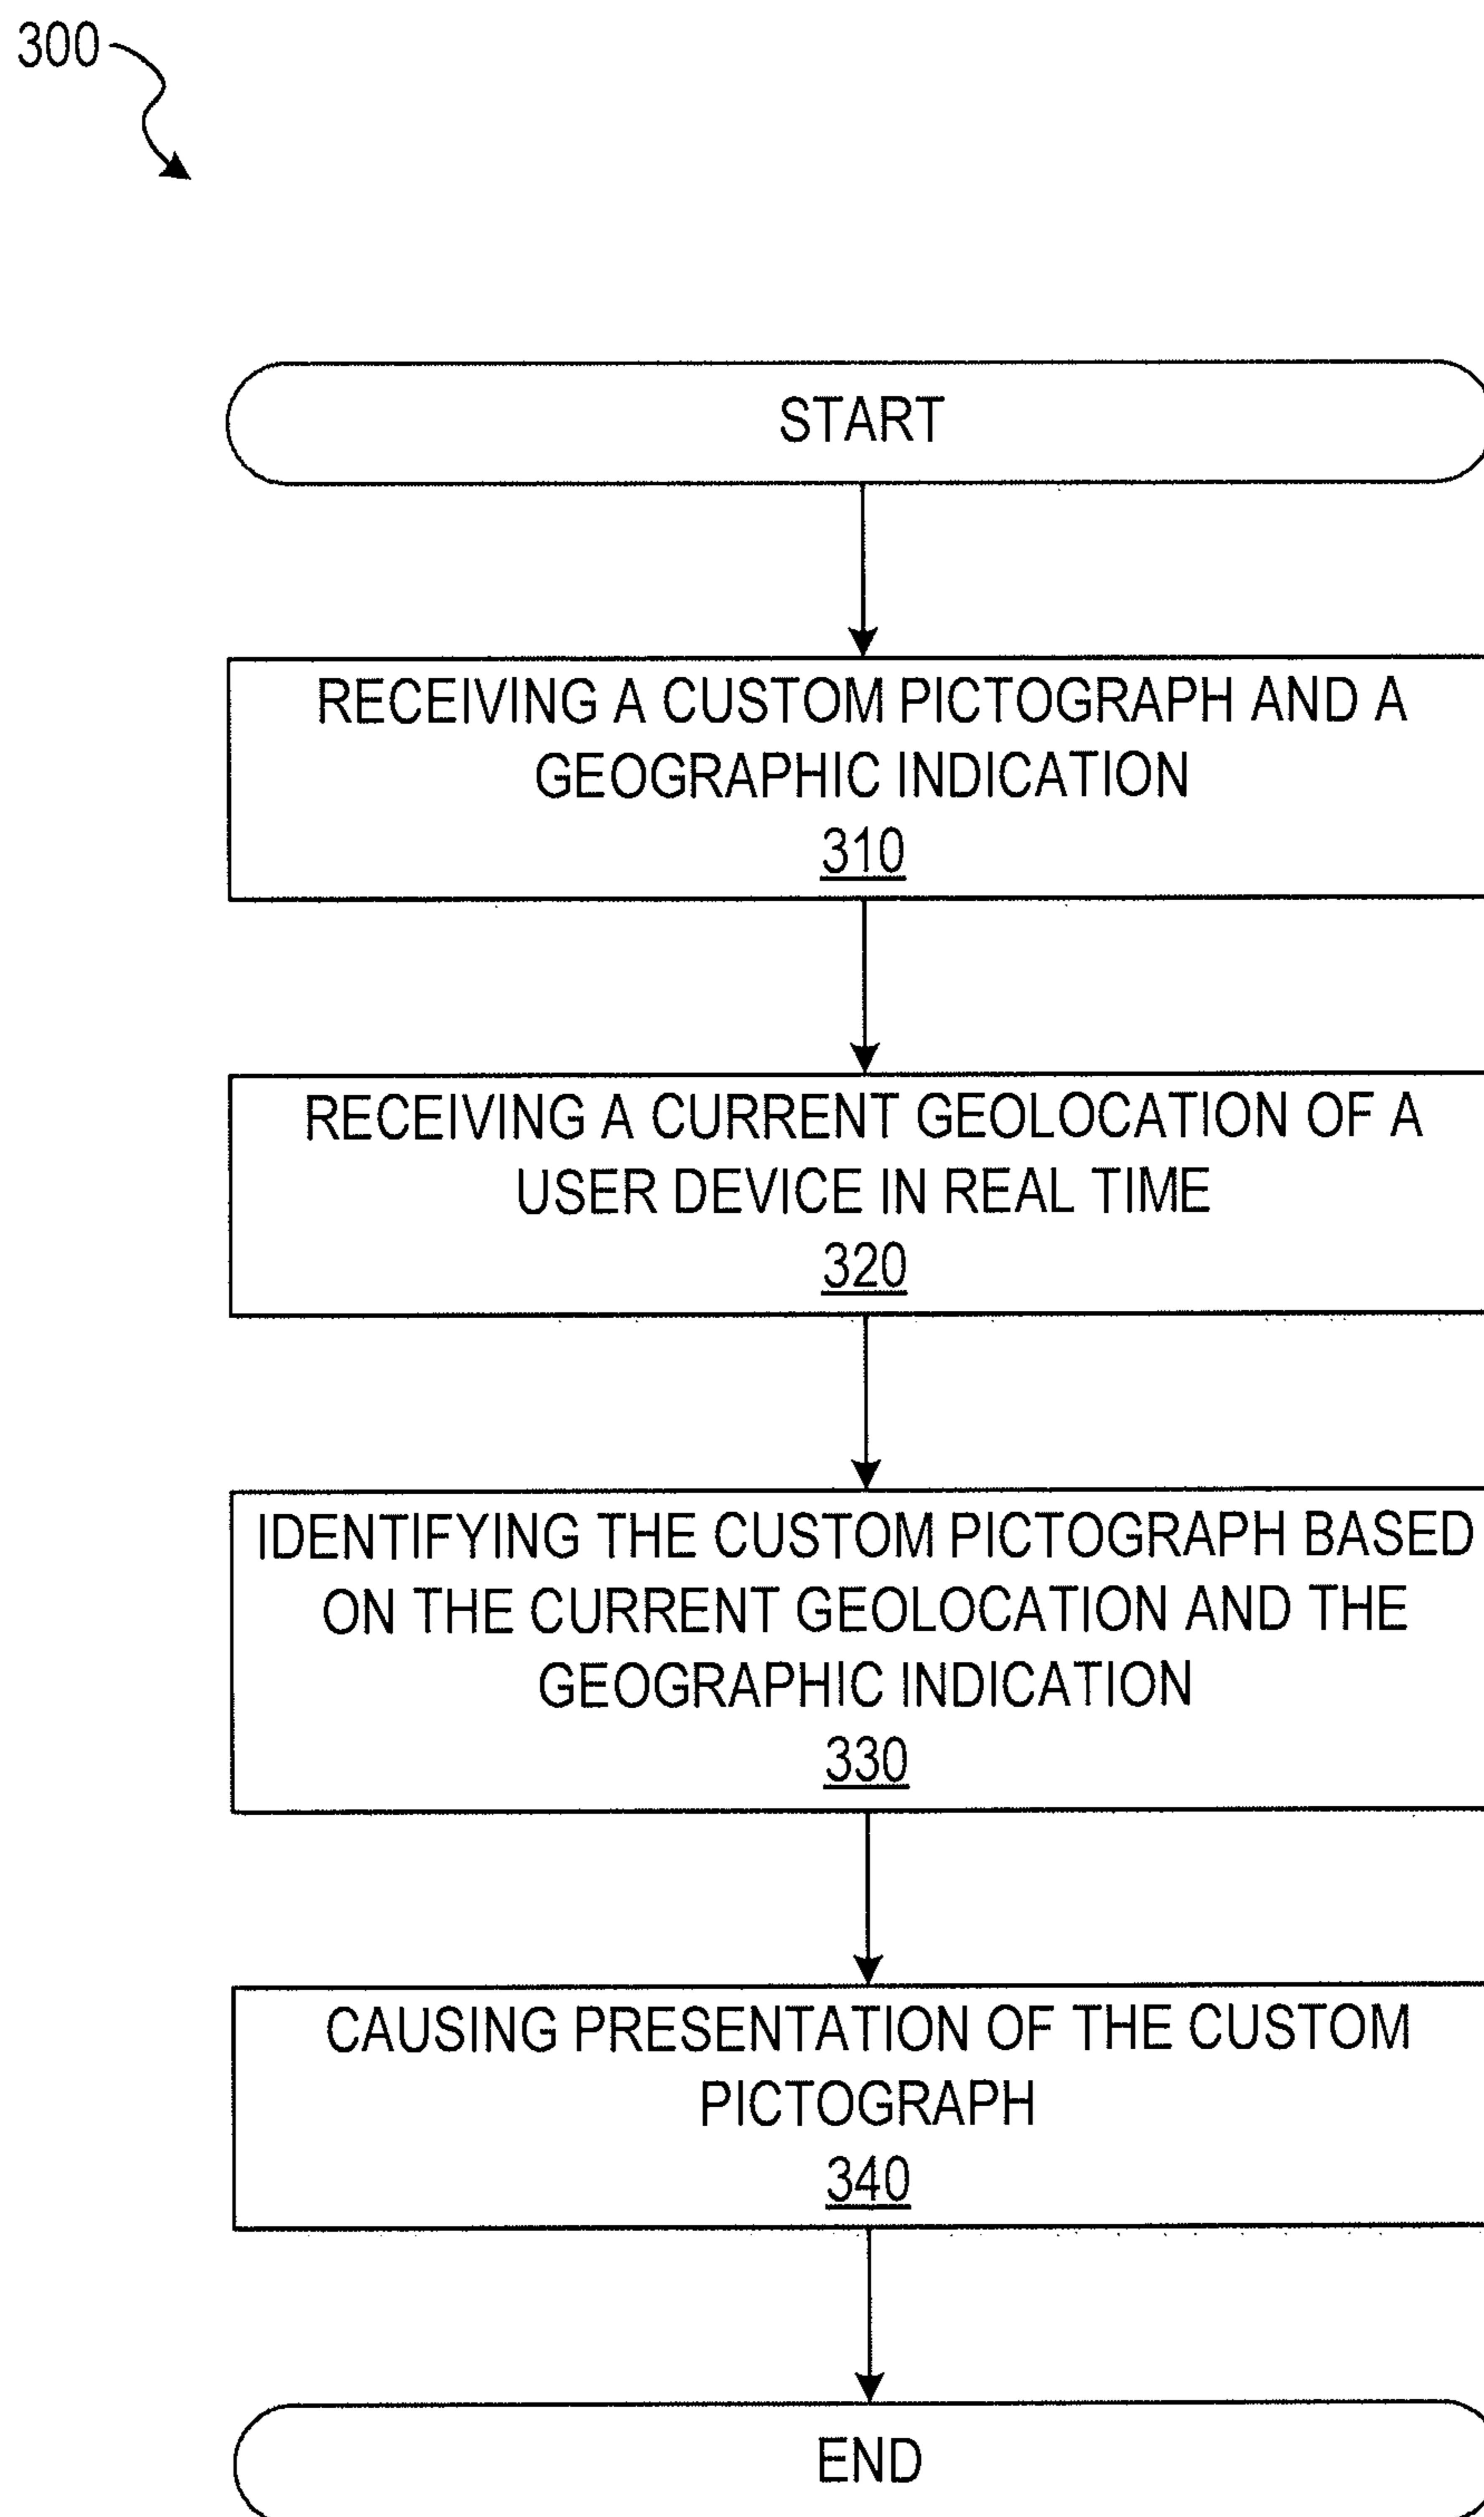 300
START
RECEIVING A CUSTOM PICTOGRAPH AND A
GEOGRAPHIC INDICATION
310
RECEIVING A CURRENT GEOLOCATION OF A
USER DEVICE IN REAL TIME
320
IDENTIFYING THE CUSTOM PICTOGRAPH BASED
ON THE CURRENT GEOLOCATION AND THE
GEOGRAPHIC INDICATION
330
CAUSING PRESENTATION OF THE CUSTOM
PICTOGRAPH
340
END